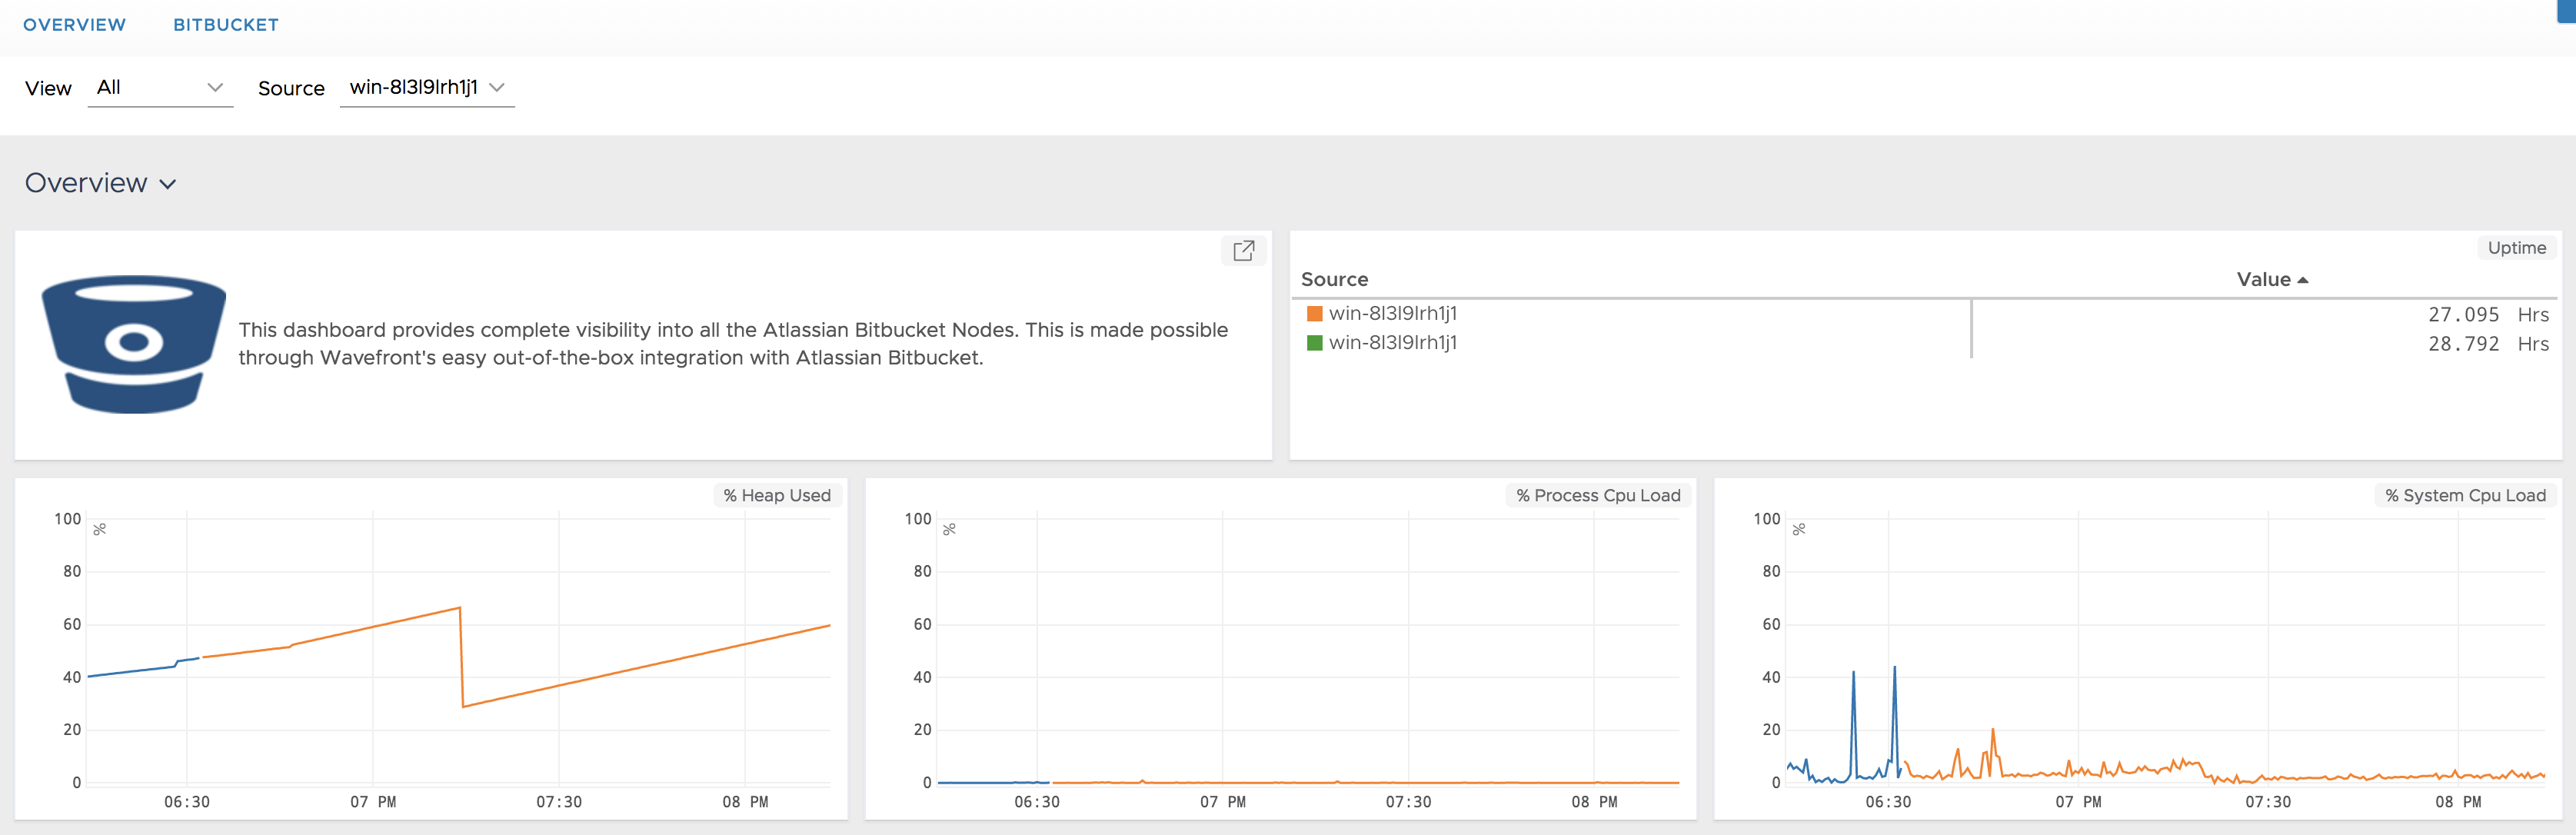 OVERVIEW BITBUCKET
View All Source win-8l3l9lrh1j1
Overview
This dashboard provides complete visibility into all the Atlassian Bitbucket Nodes. This is made possible
through Wavefront's easy out-of-the-box integration with Atlassian Bitbucket.
Uptime
Source Value
win-8l3l9lrh1j1 27.095 Hrs
win-8l3l9lrh1j1 28.792 Hrs
% Heap Used
%
100
80
60
40
20
0
06:30 07 PM 07:30 08 PM
% Process Cpu Load
%
100
80
60
40
20
0
06:30 07 PM 07:30 08 PM
% System Cpu Load
%
100
80
60
40
20
0
06:30 07 PM 07:30 08 PM